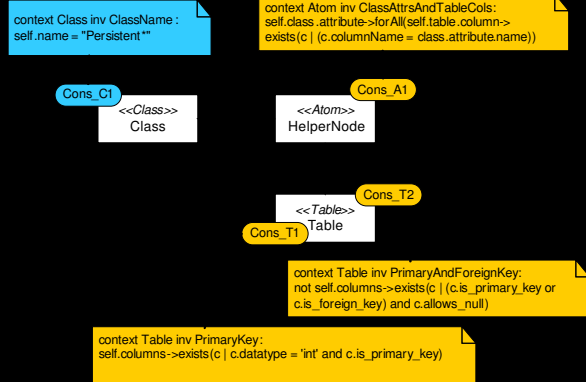 context Class inv ClassName :
self.name = "Persistent*"
context Atom inv ClassAttrsAndTableCols:
self.class.attribute->forAll(self.table.column->
exists(c | (c.columnName = class.attribute.name))
Cons_C1
<<Class>>
Class
Cons_A1
<<Atom>>
HelperNode
Cons_T2
<<Table>>
Table
Cons_T1
context Table inv PrimaryAndForeignKey:
not self.columns->exists(c | (c.is_primary_key or
c.is_foreign_key) and c.allows_null)
context Table inv PrimaryKey:
self.columns->exists(c | c.datatype = 'int' and c.is_primary_key)